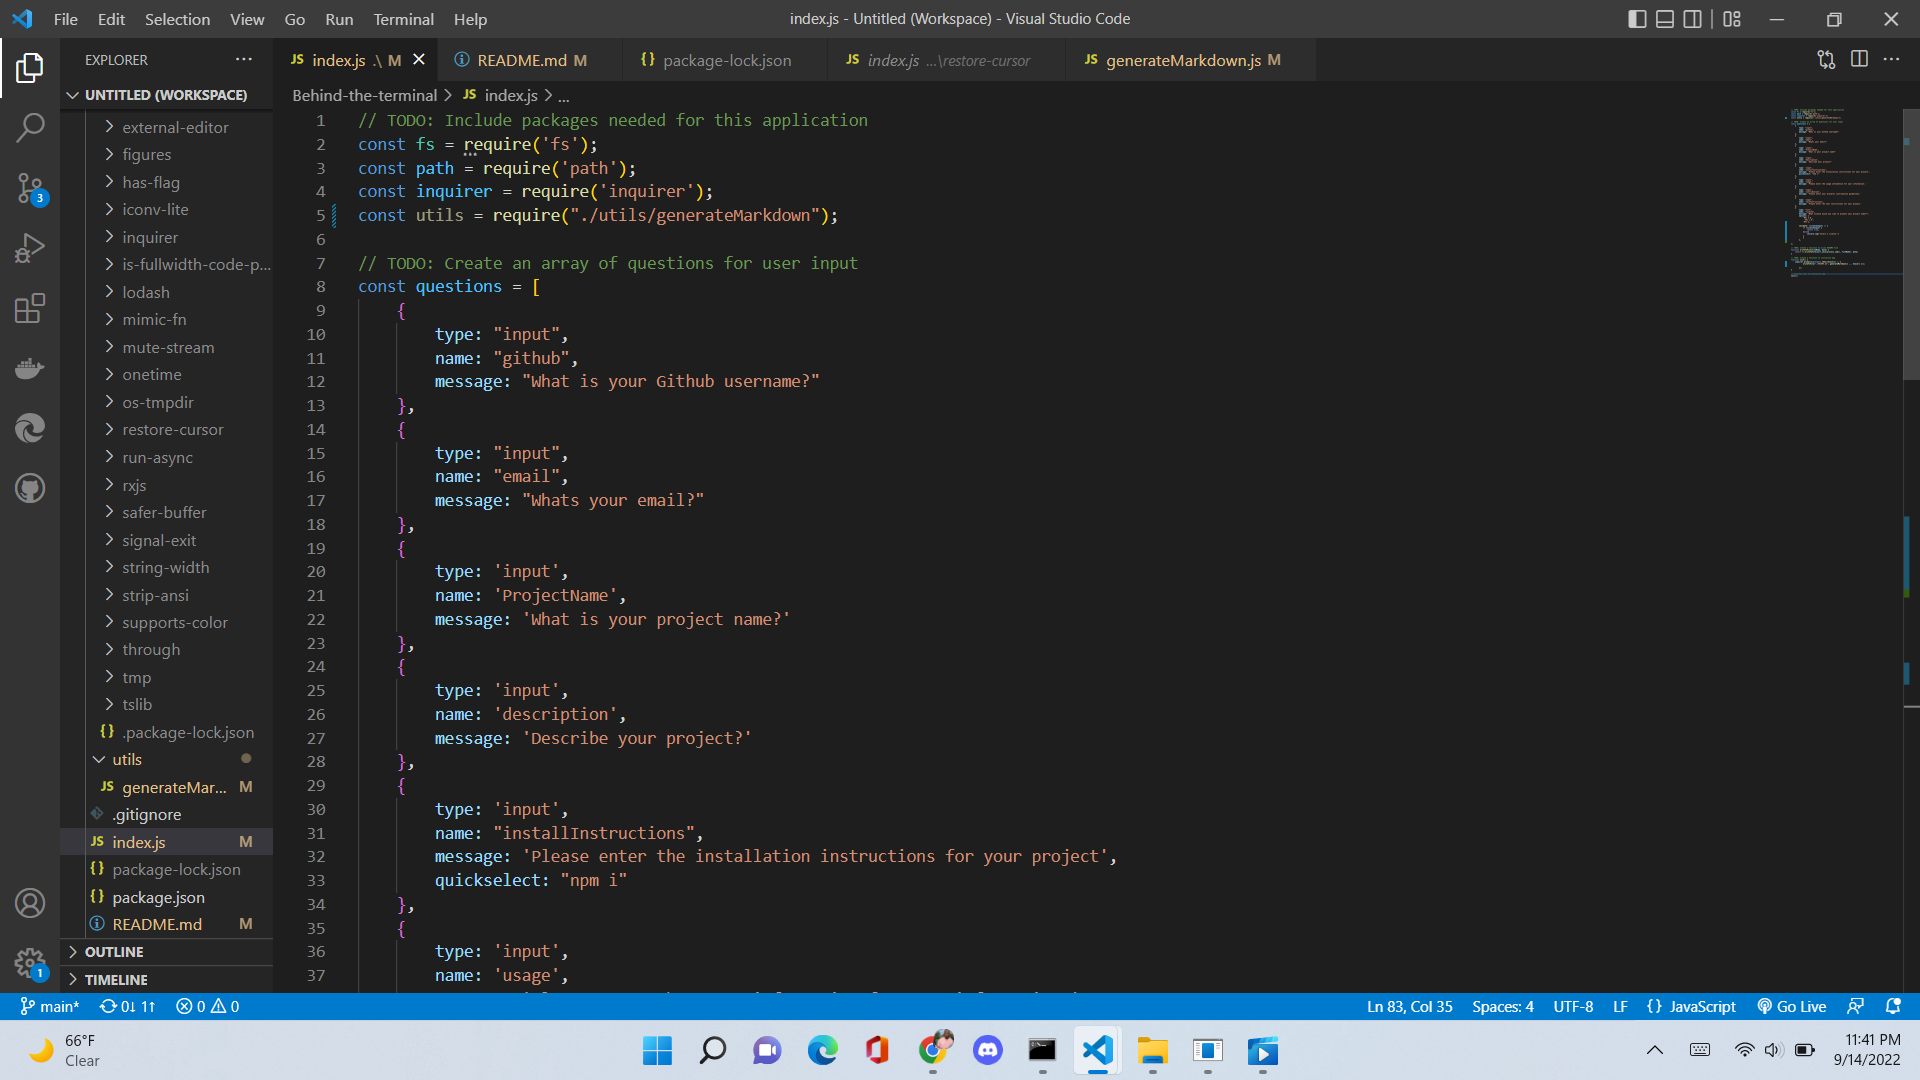 File Edit Selection View Go Run Terminal Help
index.js - Untitled (Workspace) - Visual Studio Code
EXPLORER
JS index.js .\ M
README.md M
{} package-lock.json
JS index.js ...\restore-cursor
JS generateMarkdown.js M
UNTITLED (WORKSPACE)
external-editor
figures
has-flag
iconv-lite
inquirer
is-fullwidth-code-p...
lodash
mimic-fn
mute-stream
onetime
os-tmpdir
restore-cursor
run-async
rxjs
safer-buffer
signal-exit
string-width
strip-ansi
supports-color
through
tmp
tslib
{} .package-lock.json
utils
JS generateMar... M
.gitignore
JS index.js M
{} package-lock.json
{} package.json
README.md M
OUTLINE
TIMELINE
3
1
Behind-the-terminal > JS index.js > ...
1 // TODO: Include packages needed for this application
2 const fs = require('fs');
3 const path = require('path');
4 const inquirer = require('inquirer');
5 const utils = require("./utils/generateMarkdown");
6
7 // TODO: Create an array of questions for user input
8 const questions = [
9 {
10 type: "input",
11 name: "github",
12 message: "What is your Github username?"
13 },
14 {
15 type: "input",
16 name: "email",
17 message: "Whats your email?"
18 },
19 {
20 type: 'input',
21 name: 'ProjectName',
22 message: 'What is your project name?'
23 },
24 {
25 type: 'input',
26 name: 'description',
27 message: 'Describe your project?'
28 },
29 {
30 type: 'input',
31 name: "installInstructions",
32 message: 'Please enter the installation instructions for your project',
33 quickselect: "npm i"
34 },
35 {
36 type: 'input',
37 name: 'usage',
main* 0↓ 1↑ 0 0
Ln 83, Col 35 Spaces: 4 UTF-8 LF {} JavaScript Go Live
66°F
Clear
11:41 PM
9/14/2022